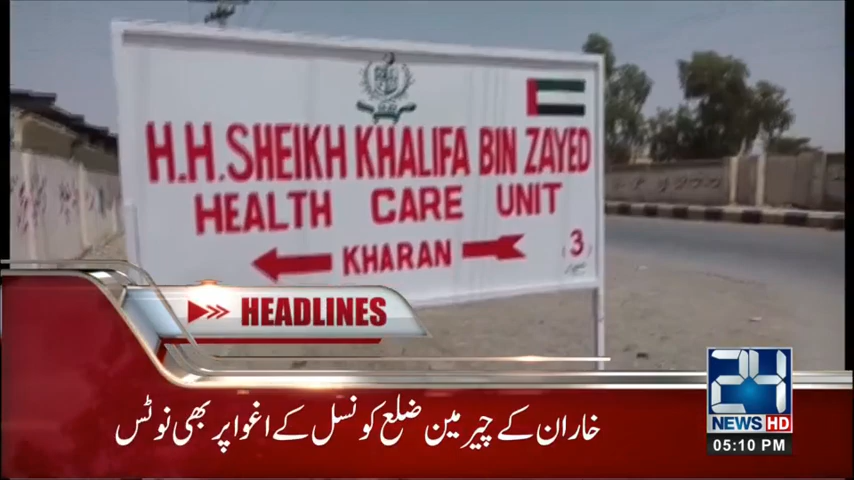 H.H.SHEIKH KHALIFA BIN ZAYED
HEALTH CARE UNIT
KHARAN
3
HEADLINES
خاران کے چیرمین ضلع کونسل کے اغوا پر بھی نوٹس
24
NEWS HD
05:10 PM